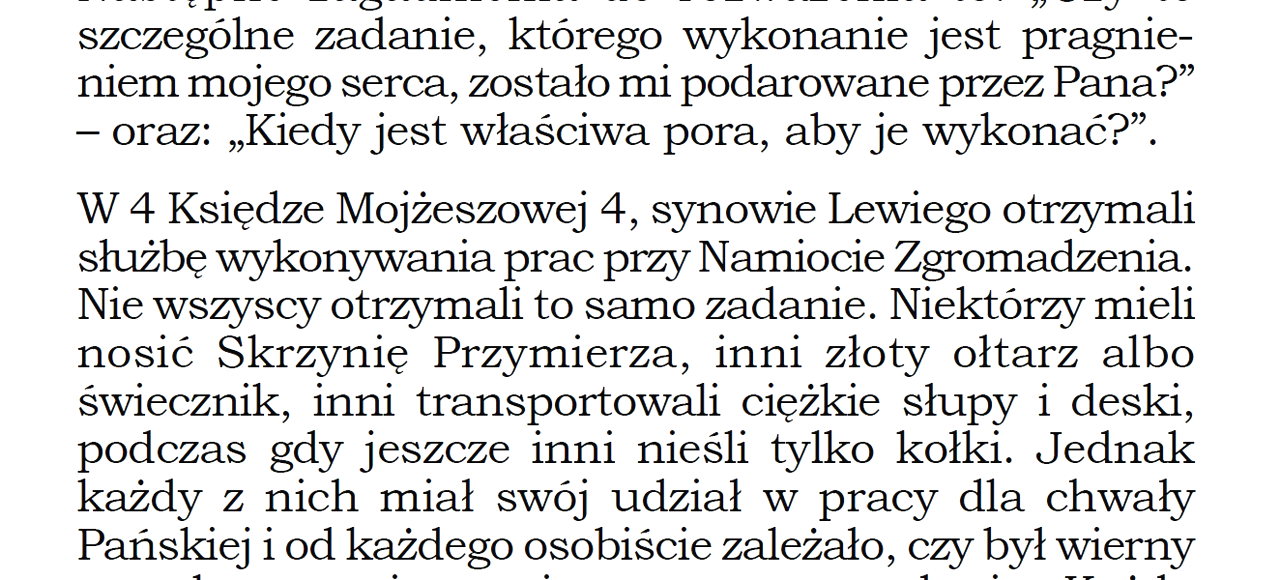 szczególne zadanie, którego wykonanie jest pragnie-
niem mojego serca, zostało mi podarowane przez Pana?”
– oraz: „Kiedy jest właściwa pora, aby je wykonać?”.
W 4 Księdze Mojżeszowej 4, synowie Lewiego otrzymali
służbę wykonywania prac przy Namiocie Zgromadzenia.
Nie wszyscy otrzymali to samo zadanie. Niektórzy mieli
nosić Skrzynię Przymierza, inni złoty ołtarz albo
świecznik, inni transportowali ciężkie słupy i deski,
podczas gdy jeszcze inni nieśli tylko kołki. Jednak
każdy z nich miał swój udział w pracy dla chwały
Pańskiej i od każdego osobiście zależało, czy był wierny